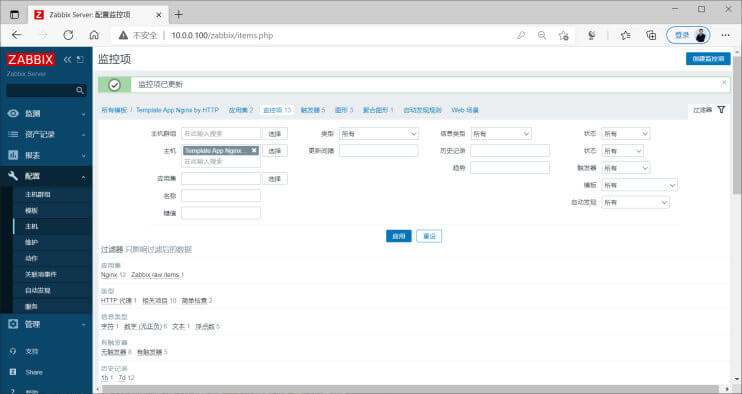 Zabbix Server: 配置监控项
不安全 | 10.0.0.100/zabbix/items.php
登录
ZABBIX
Zabbix Server
监测
资产记录
报表
配置
主机群组
模板
主机
维护
动作
关联项事件
自动发现
服务
管理
支持
Share
帮助
监控项
创建监控项
监控项已更新
所有模板 / Template App Nginx by HTTP 应用集 2 监控项 13 触发器 5 图形 3 聚合图形 1 自动发现规则 Web 场景
过滤器
主机群组 在此输入搜索 选择 类型 所有 信息类型 所有 状态 所有
主机 Template App Nginx... 选择 更新间隔 历史记录 状态 所有
在此输入搜索 趋势 触发器 所有
应用集 选择 模板 所有
名称 自动发现 所有
键值
应用 重设
过滤器 只影响过滤后的数据
应用集
Nginx 12 Zabbix raw items 1
类型
HTTP 代理 1 相关项目 10 简单检查 2
信息类型
字符 1 数字 (无正负) 6 文本 1 浮点数 5
有触发器
无触发器 8 有触发器 5
历史记录
1h 1 7d 12